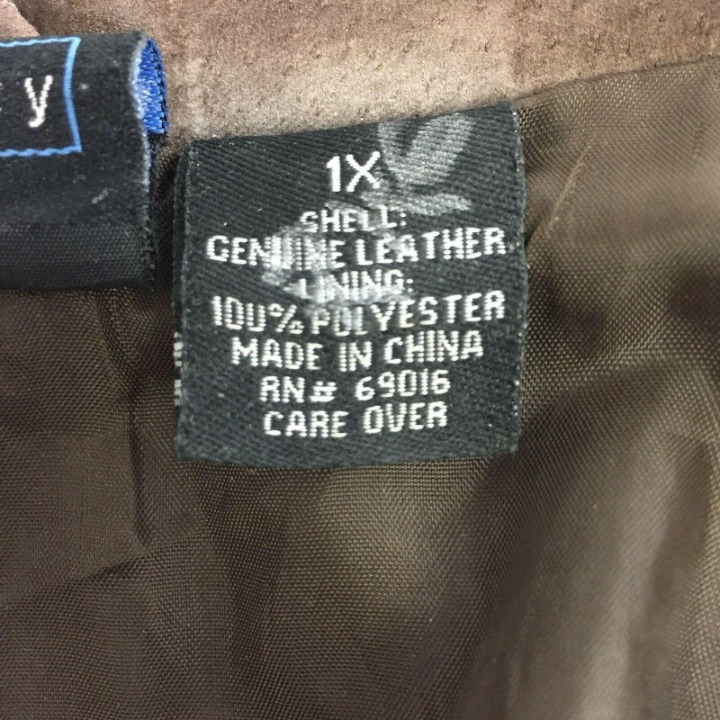 y
1X
SHELL:
GENUINE LEATHER
LINING:
100% POLYESTER
MADE IN CHINA
RN# 69016
CARE OVER